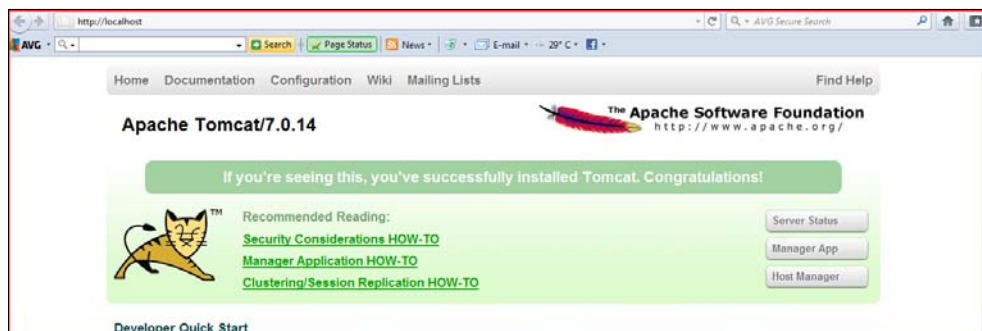 http://localhost
AVG Secure Search
AVG Search Page Status News E-mail 29° C
Home Documentation Configuration Wiki Mailing Lists Find Help
Apache Tomcat/7.0.14
The Apache Software Foundation
http://www.apache.org/
If you're seeing this, you've successfully installed Tomcat. Congratulations!
TM
Recommended Reading:
Security Considerations HOW-TO
Manager Application HOW-TO
Clustering/Session Replication HOW-TO
Server Status
Manager App
Host Manager
Developer Quick Start